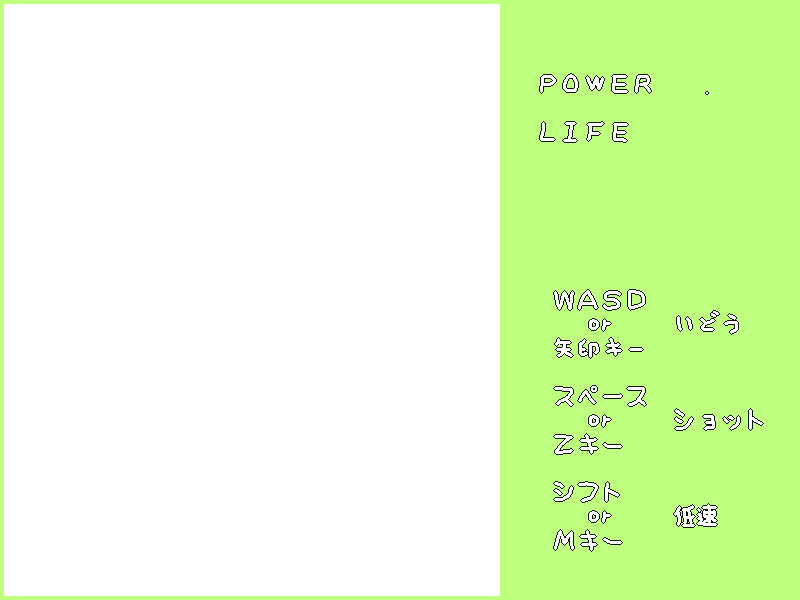 POWER .
LIFE
WASD
or いどう
矢印キー
スペース
or ショット
Zキー
シフト
or 低速
Mキー